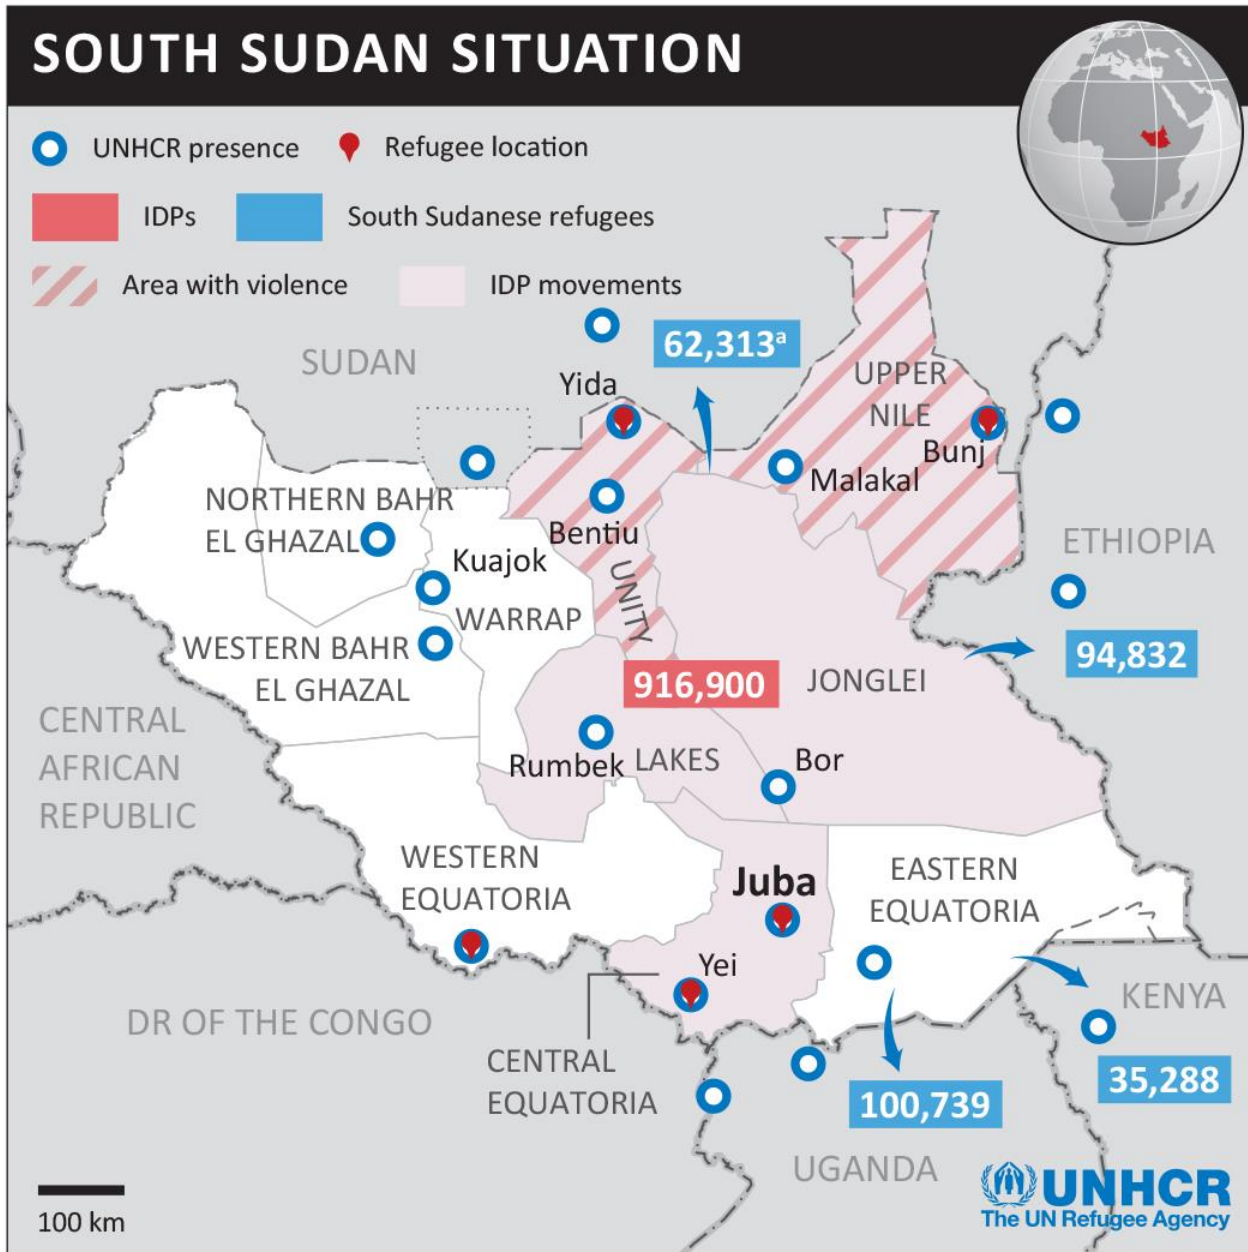 SOUTH SUDAN SITUATION
UNHCR presence
Refugee location
IDPs
South Sudanese refugees
Area with violence
IDP movements
SUDAN
62,313ª
Yida
UPPER
NILE
Bunj
Malakal
NORTHERN BAHR
EL GHAZAL
Bentiu
ETHIOPIA
Kuajok
UNITY
WARRAP
WESTERN BAHR
EL GHAZAL
94,832
916,900
JONGLEI
CENTRAL
AFRICAN
REPUBLIC
Rumbek
LAKES
Bor
WESTERN
EQUATORIA
Juba
EASTERN
EQUATORIA
Yei
KENYA
DR OF THE CONGO
CENTRAL
EQUATORIA
35,288
100,739
UGANDA
100 km
UNHCR
The UN Refugee Agency